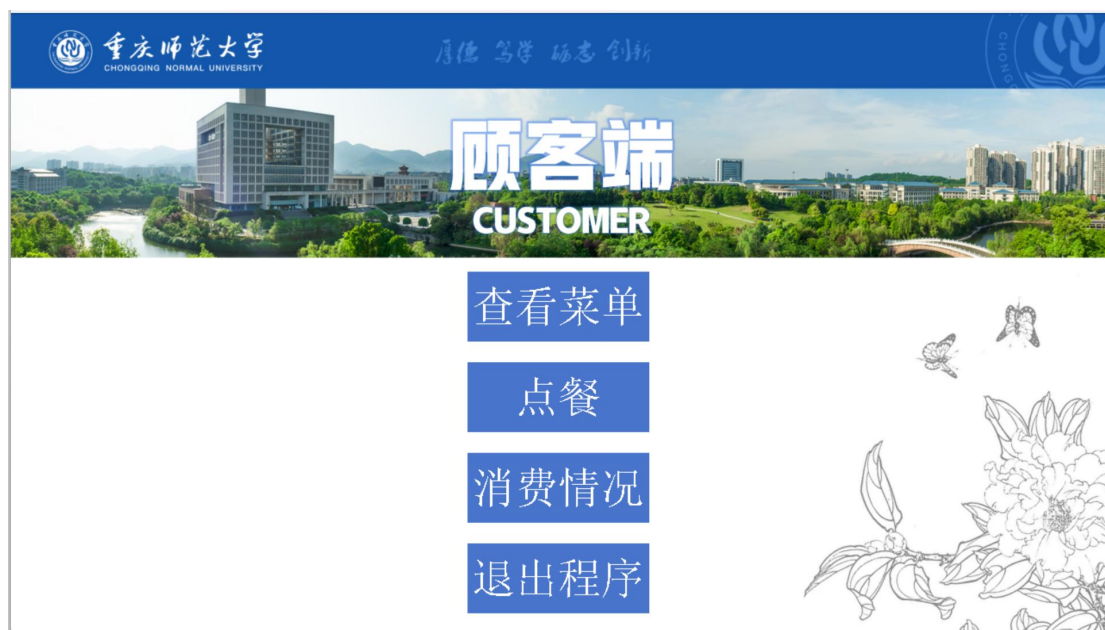 重庆师范大学
CHONGQING NORMAL UNIVERSITY
厚德 笃学 砺志 创新
CHONGQ
顾客端
CUSTOMER
查看菜单
点餐
消费情况
退出程序